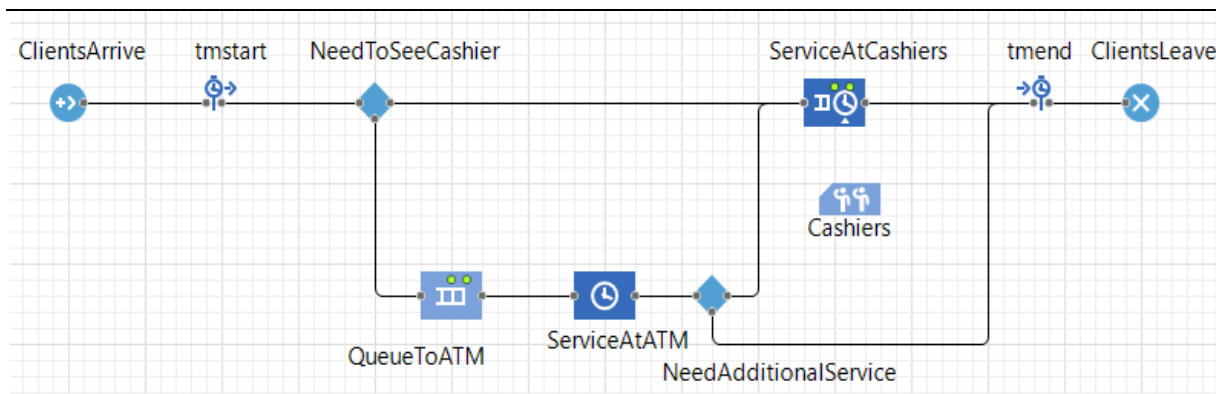 ClientsArrive tmstart NeedToSeeCashier ServiceAtCashiers tmend ClientsLeave
Cashiers
ServiceAtATM
QueueToATM
NeedAdditionalService